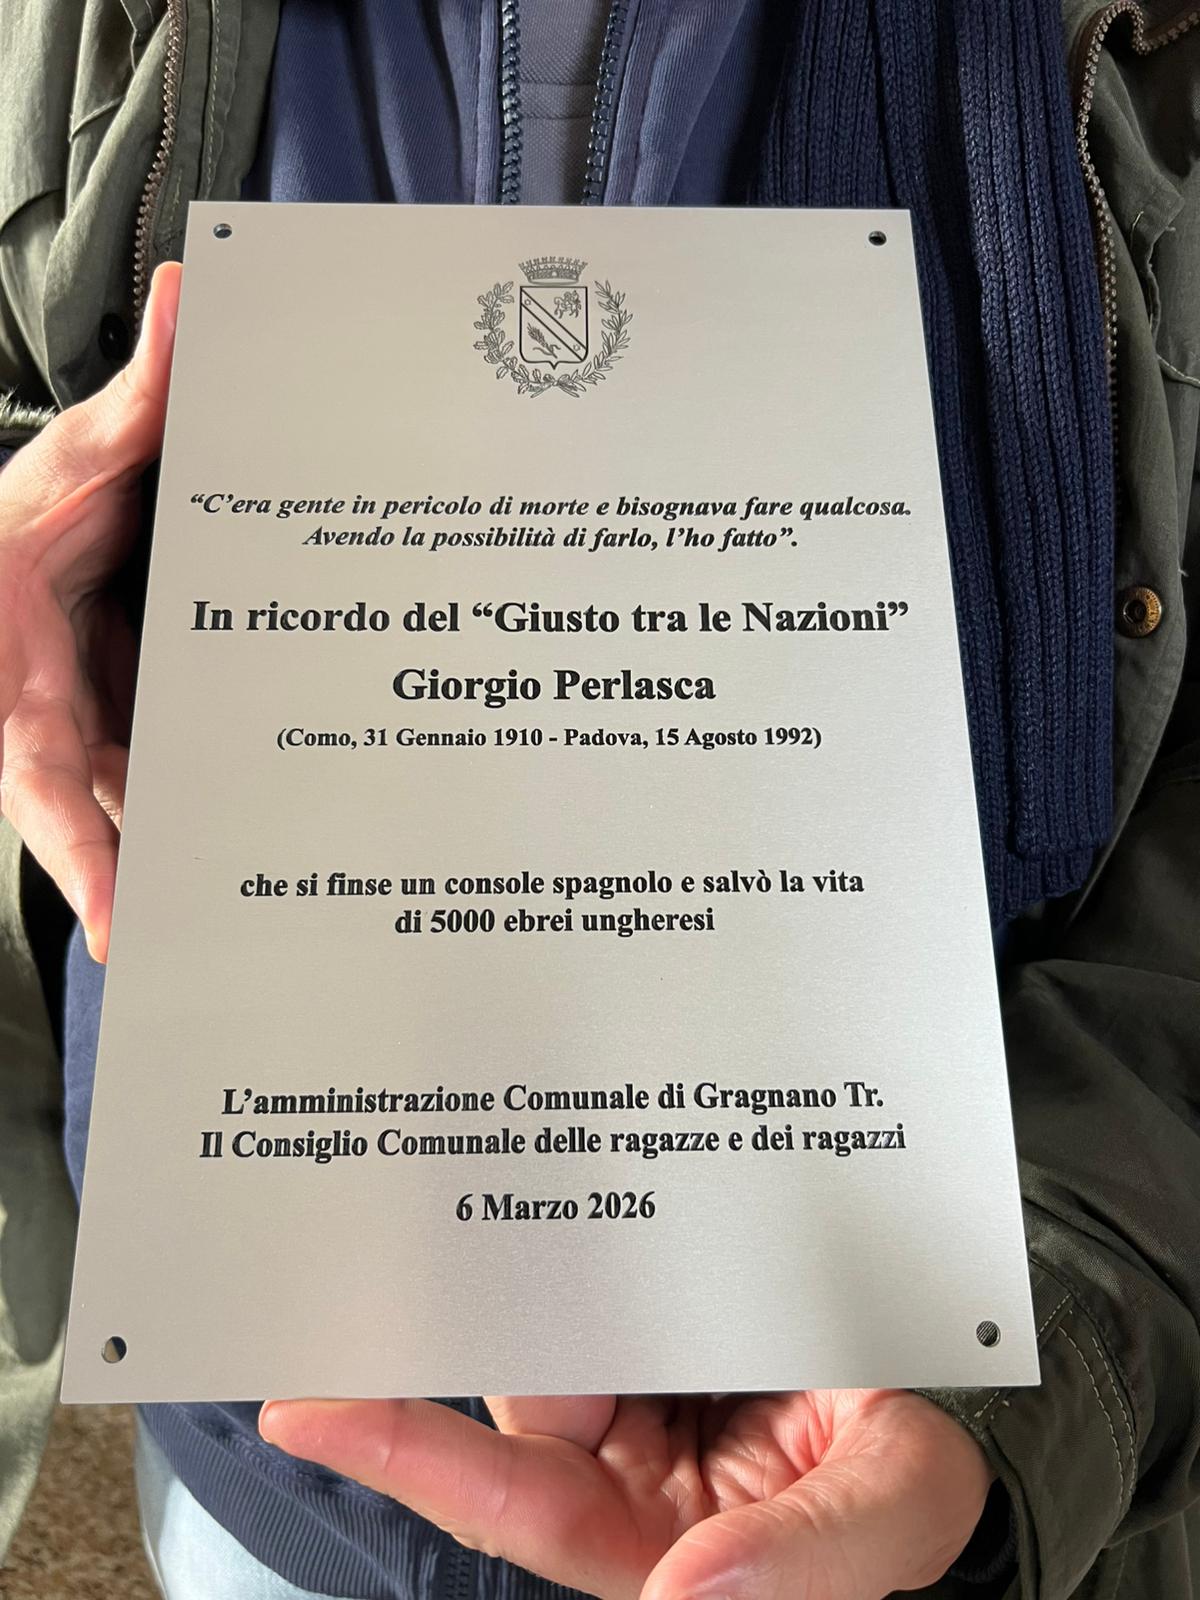 “C’era gente in pericolo di morte e bisognava fare qualcosa.
Avendo la possibilità di farlo, l’ho fatto”.
In ricordo del “Giusto tra le Nazioni”
Giorgio Perlasca
(Como, 31 Gennaio 1910 - Padova, 15 Agosto 1992)
che si finse un console spagnolo e salvò la vita
di 5000 ebrei ungheresi
L’amministrazione Comunale di Gragnano Tr.
Il Consiglio Comunale delle ragazze e dei ragazzi
6 Marzo 2026